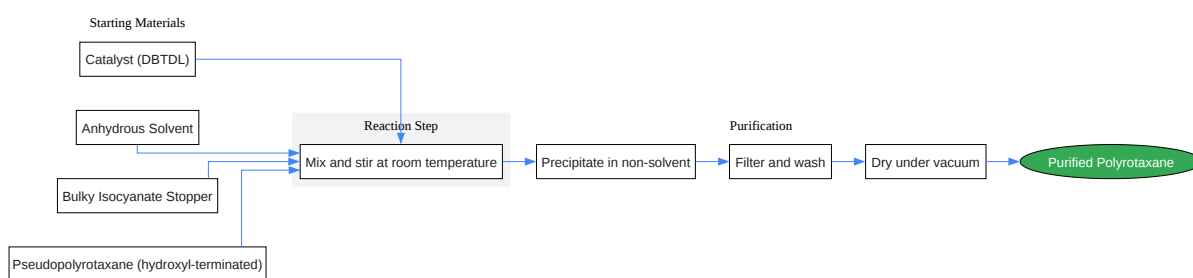 Starting Materials
Catalyst (DBTDL)
Anhydrous Solvent
Bulky Isocyanate Stopper
Pseudopolyrotaxane (hydroxyl-terminated)
Reaction Step
Mix and stir at room temperature
Purification
Precipitate in non-solvent
Filter and wash
Dry under vacuum
Purified Polyrotaxane